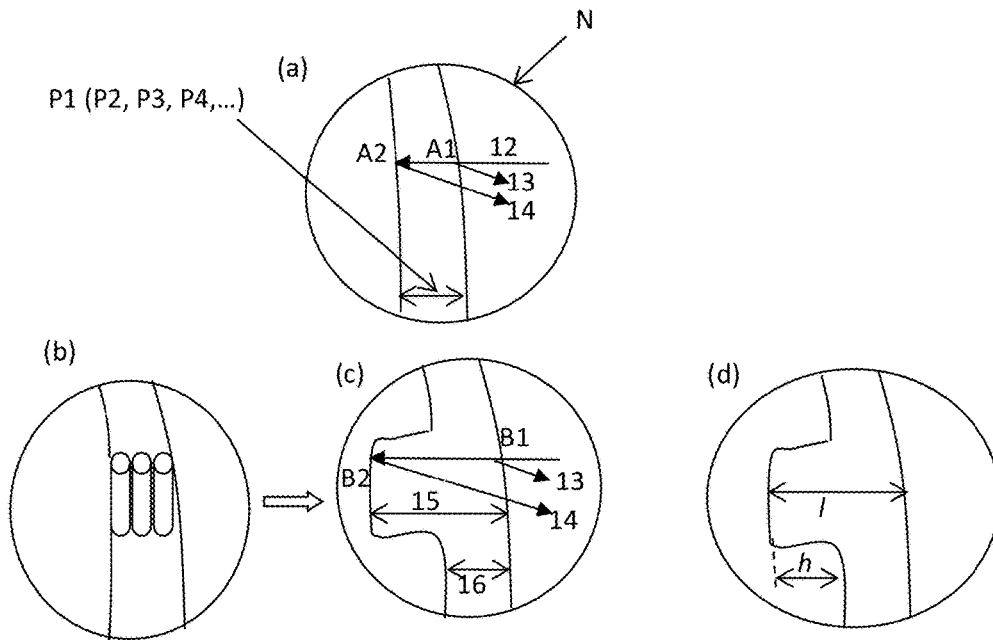 N
(a)
P1 (P2, P3, P4,...)
A2 A1 12
13
14
(b)
(c)
(d)
B1
B2
13
15
14
16
l
h